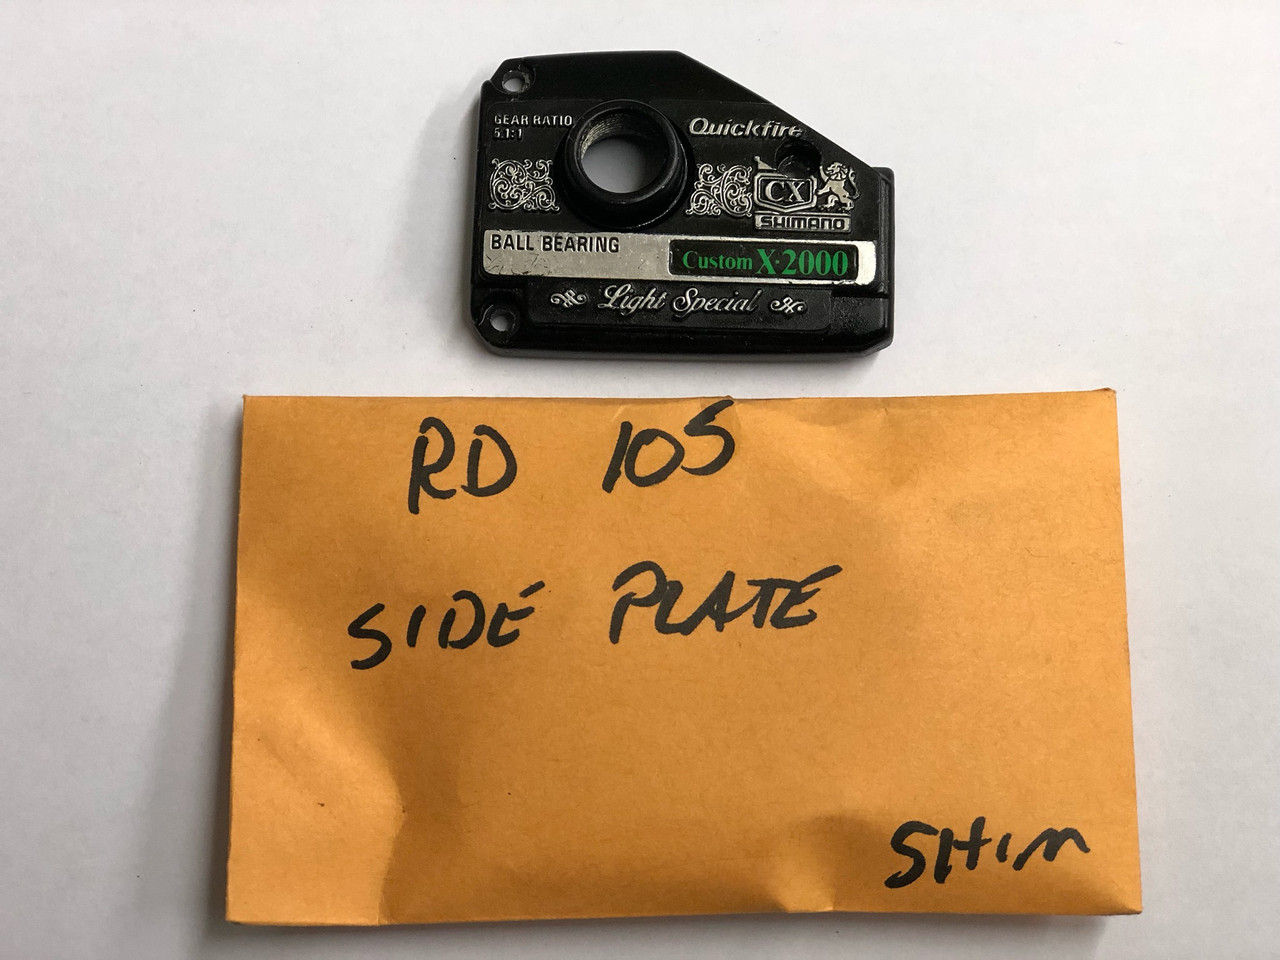 GEAR RATIO
5.1:1
Quickfire
CX
SHIMANO
BALL BEARING
Custom X-2000
Light Special
RD 105
SIDE PLATE
SHIM